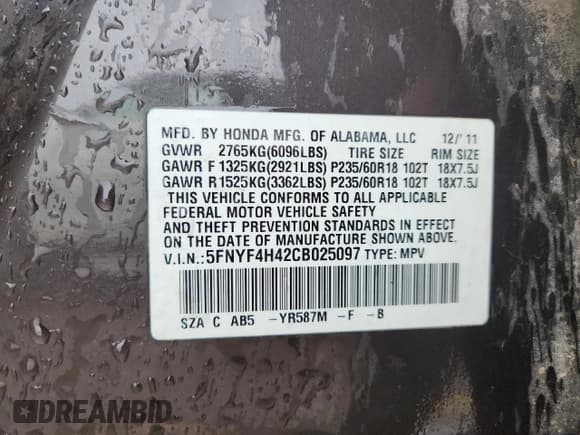 MFD. BY HONDA MFG. OF ALABAMA, LLC 12/'11
GVWR 2765KG(6096LBS) TIRE SIZE RIM SIZE
GAWR F 1325KG(2921LBS) P235/60R18 102T 18X7.5J
GAWR R 1525KG(3362LBS) P235/60R18 102T 18X7.5J
THIS VEHICLE CONFORMS TO ALL APPLICABLE
FEDERAL MOTOR VEHICLE SAFETY
AND THEFT PREVENTION STANDARDS IN EFFECT
ON THE DATE OF MANUFACTURE SHOWN ABOVE.
V.I.N.:5FNYF4H42CB025097 TYPE: MPV
SZA C AB5 -YR587M -F -B
DREAMBID